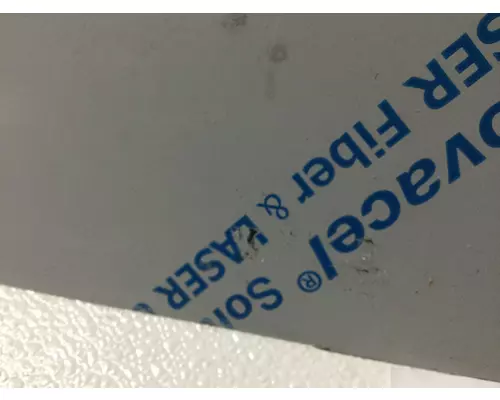 SER
ovacel® Sol
Fiber & LASER